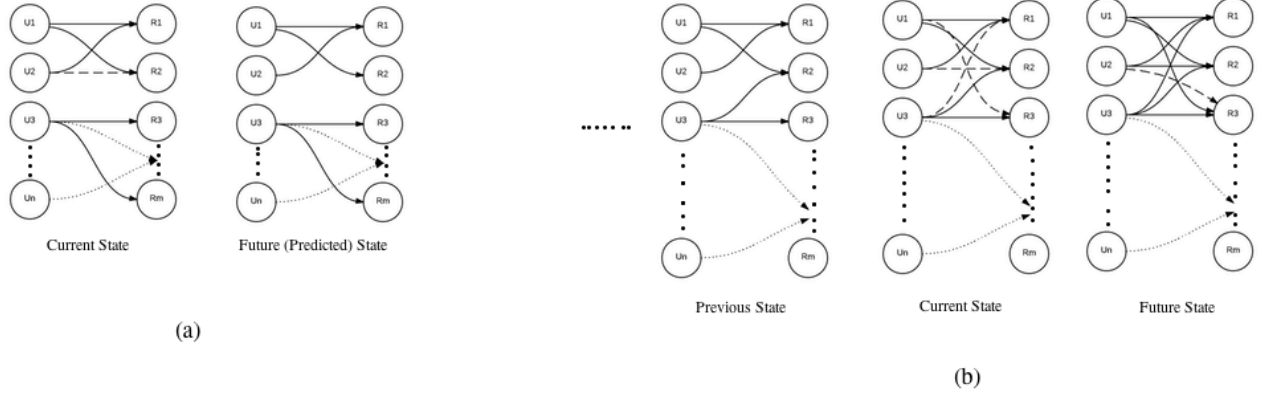 U1 R1
U2 R2
U3 R3
Un Rm
Current State
U1 R1
U2 R2
U3 R3
Un Rm
Future (Predicted) State
(a)
U1 R1
U2 R2
U3 R3
Un Rm
Previous State
U1 R1
U2 R2
U3 R3
Un Rm
Current State
U1 R1
U2 R2
U3 R3
Un Rm
Future State
(b)